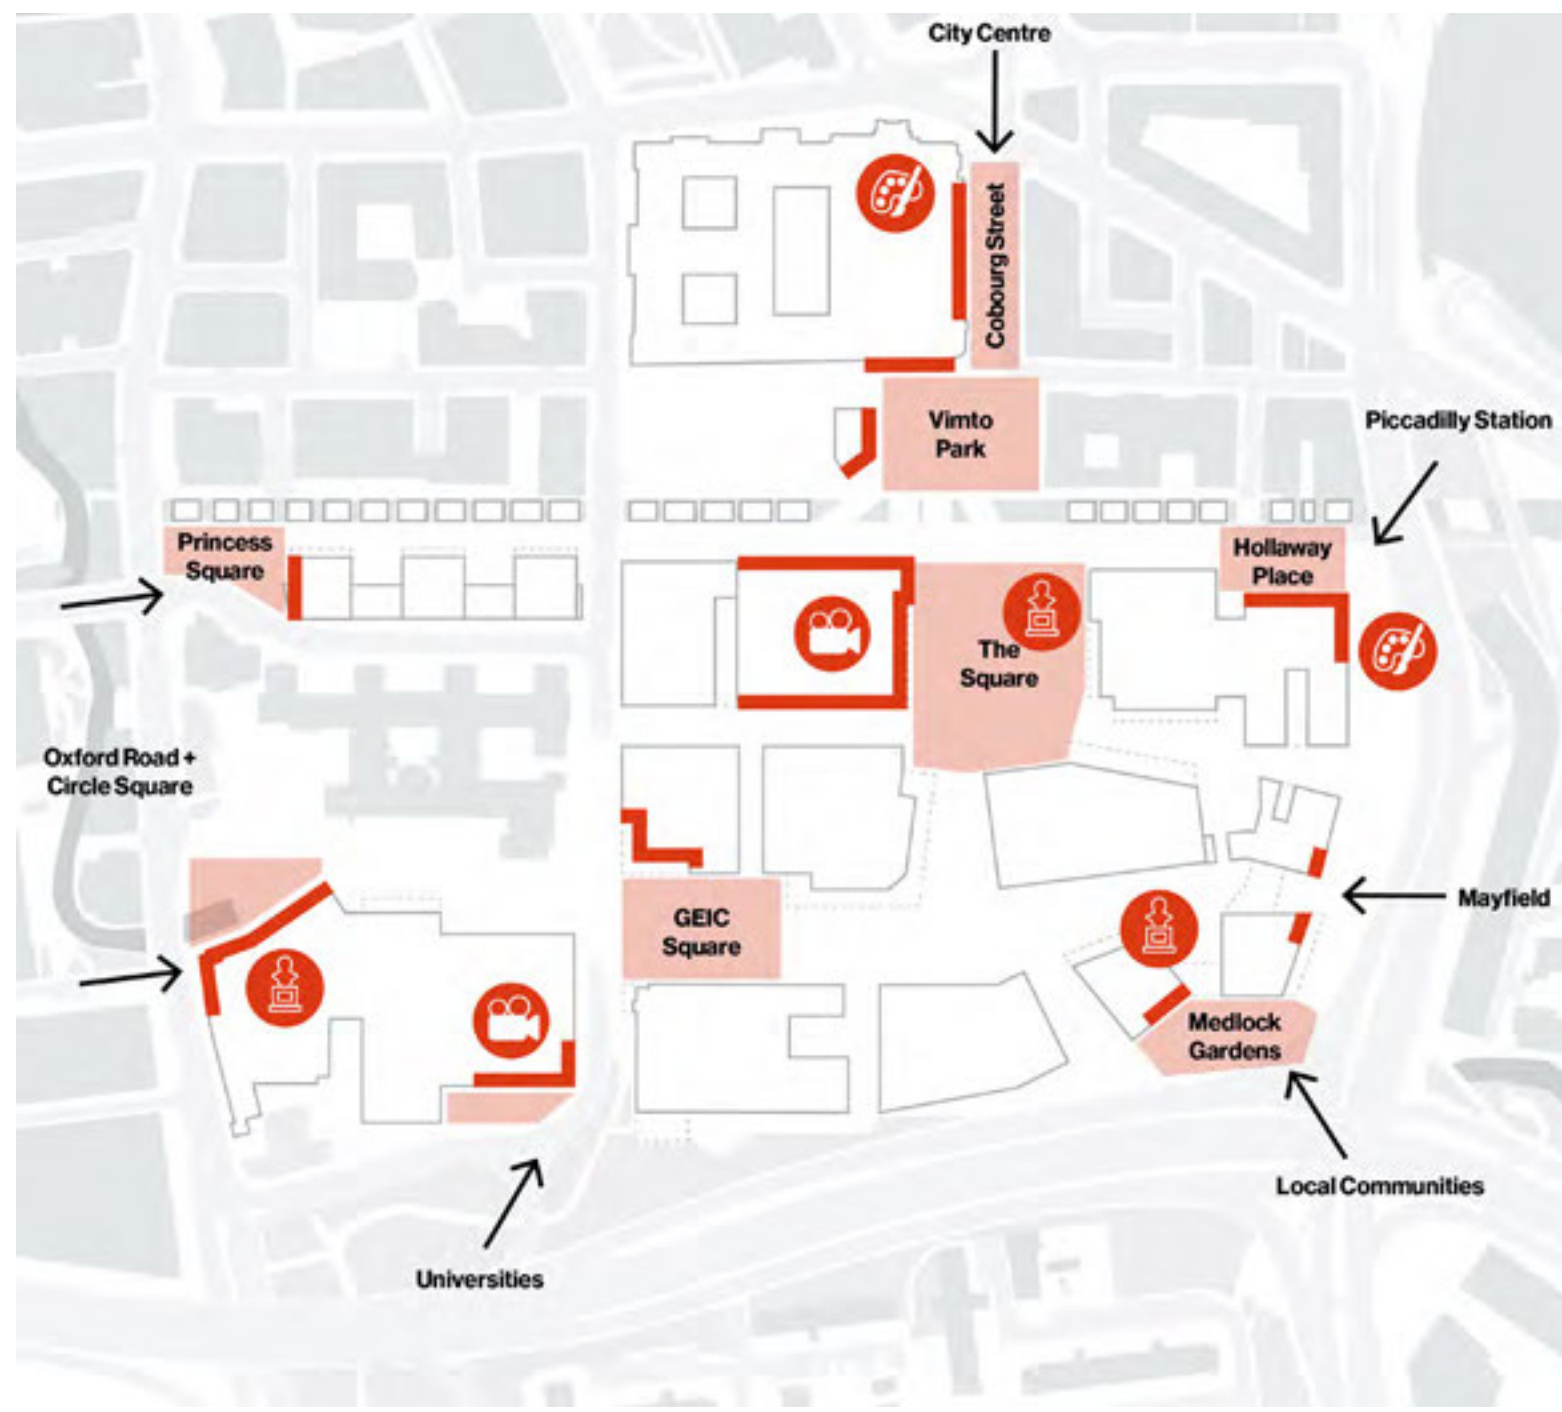 City Centre
Cobourg Street
Vimto
Park
Piccadilly Station
Princess
Square
Hollaway
Place
The
Square
Oxford Road +
Circle Square
GEIC
Square
Mayfield
Medlock
Gardens
Local Communities
Universities